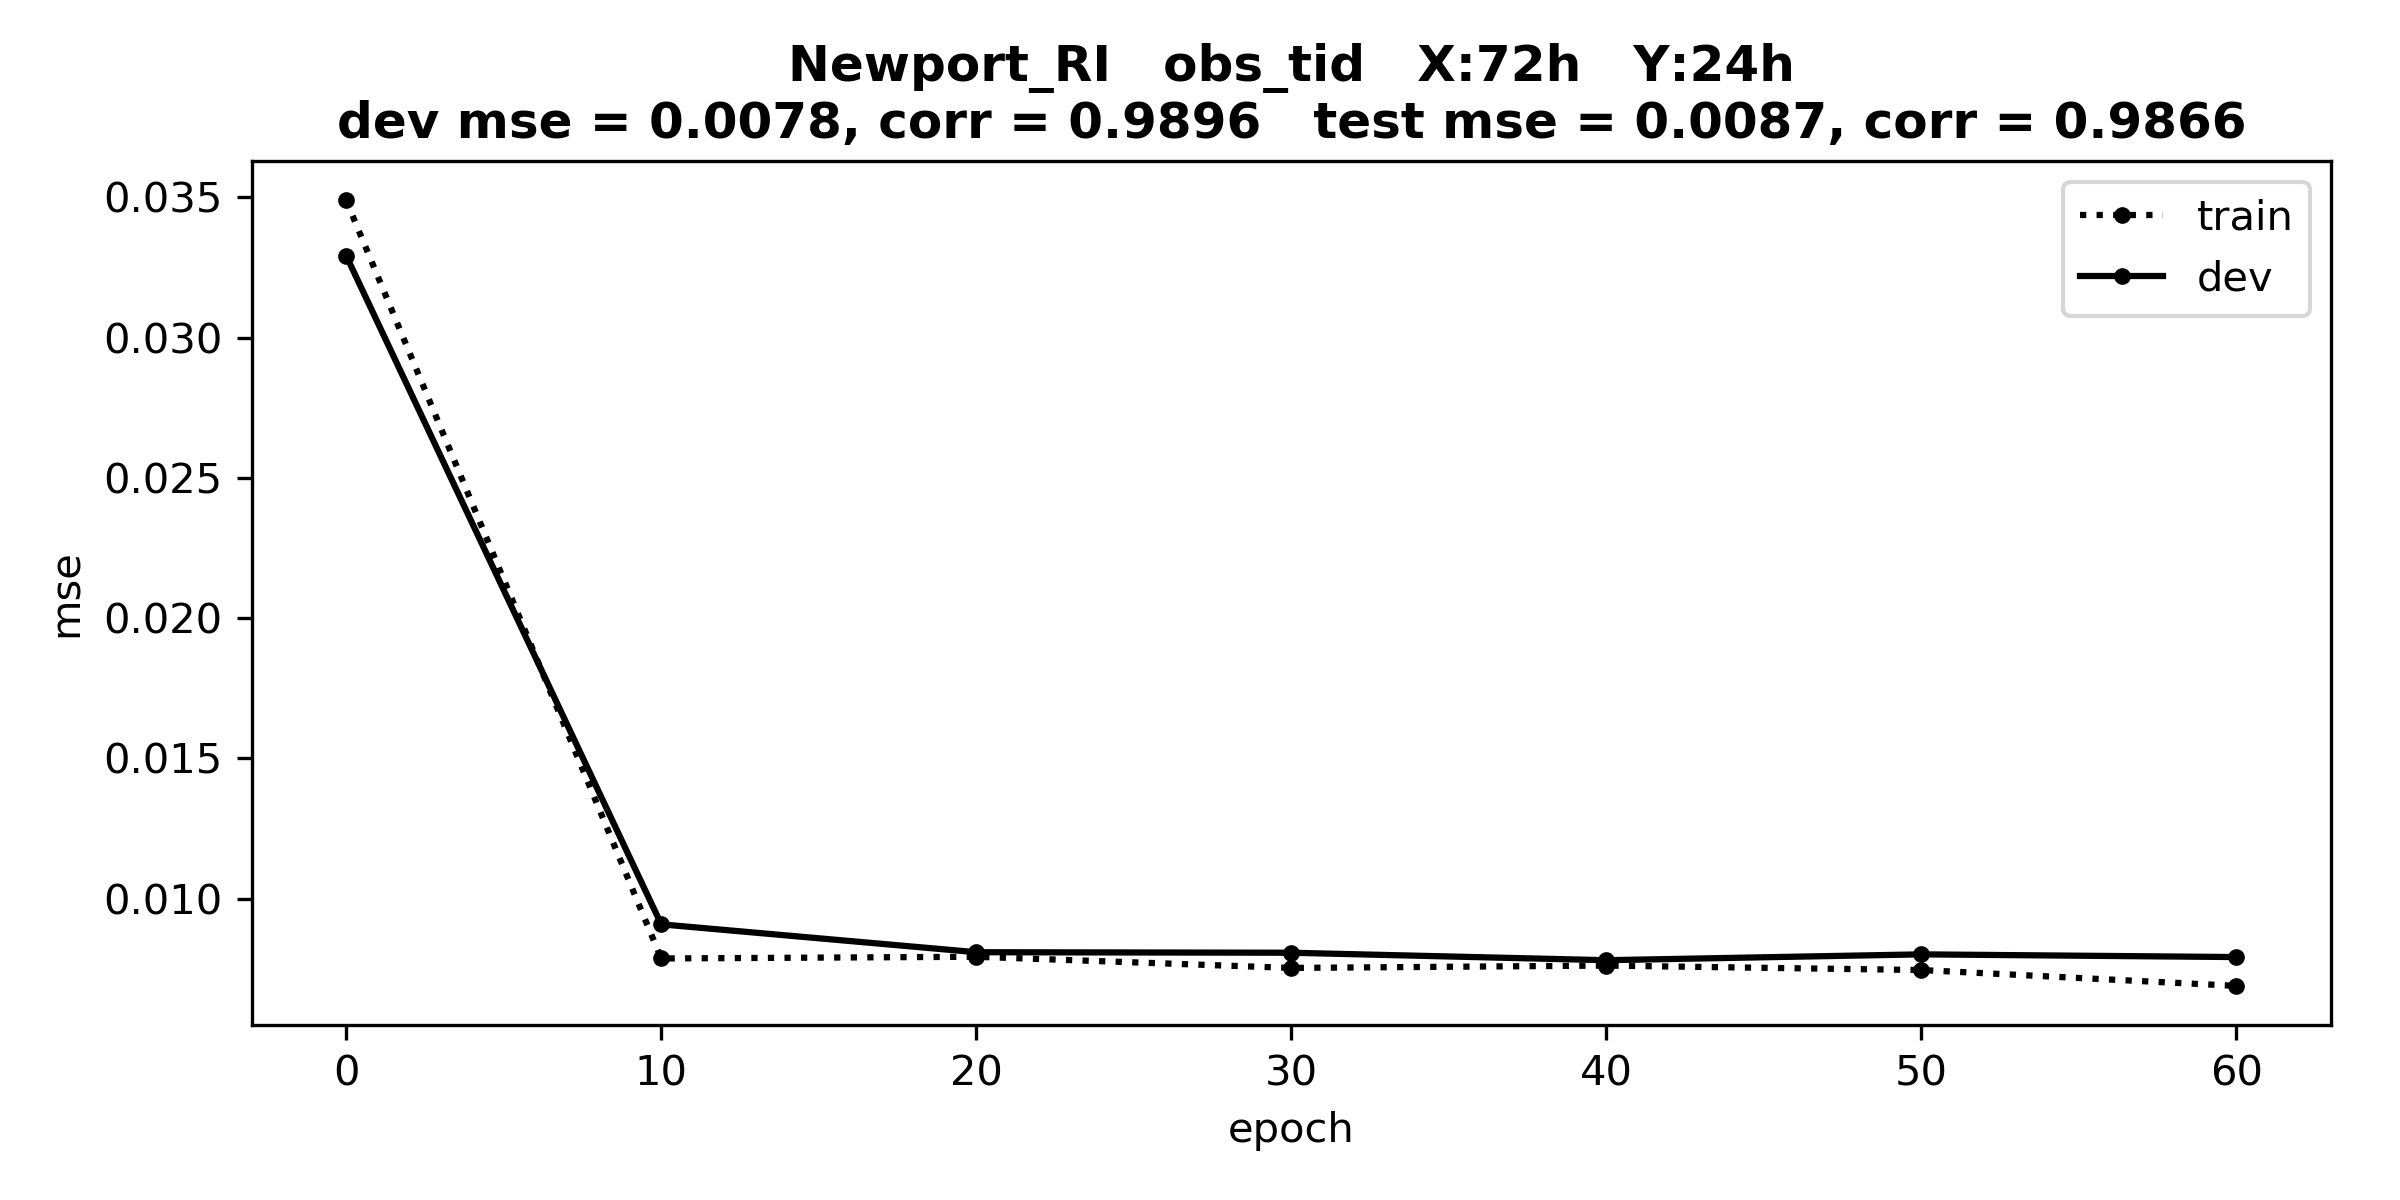 Newport_RI   obs_tid   X:72h   Y:24h
dev mse = 0.0078, corr = 0.9896   test mse = 0.0087, corr = 0.9866
train
dev
mse
0.035
0.030
0.025
0.020
0.015
0.010
0 10 20 30 40 50 60
epoch